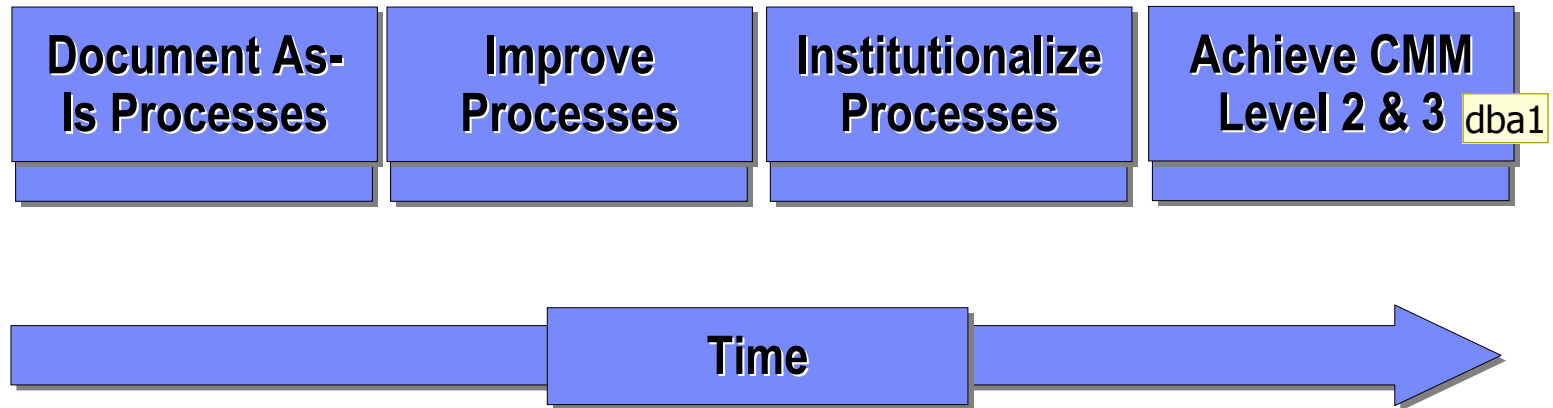 Document As-
Is Processes
Improve
Processes
Institutionalize
Processes
Achieve CMM
Level 2 & 3
dba1
Time